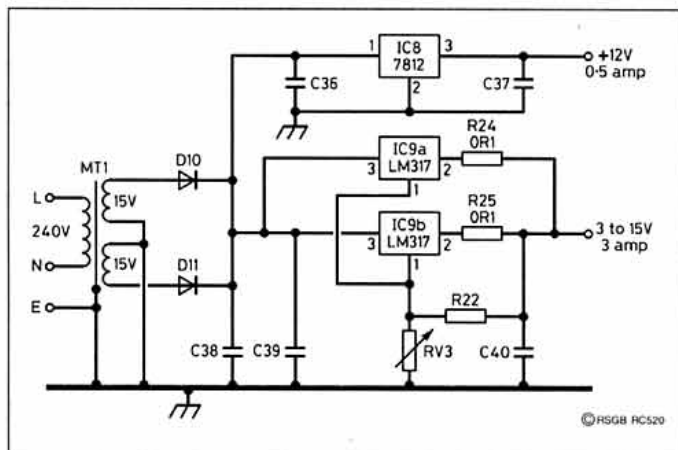 1
IC8
7812
3
2
+12V
0·5 amp
C36
C37
R24
0R1
IC9a
LM317
3
2
1
MT1
D10
15V
L
240V
N
15V
D11
E
R25
0R1
IC9b
LM317
3
2
1
3 to 15V
3 amp
R22
C38
C39
RV3
C40
©RSGB RC520